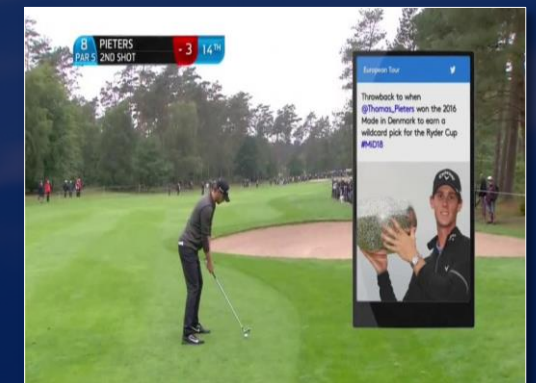 8 PIETERS -3 14TH
PAR 5 2ND SHOT
European Tour
Throwback to when
@Thomas_Pieters won the 2016
Made in Denmark to earn a
wildcard pick for the Ryder Cup
#MiD18